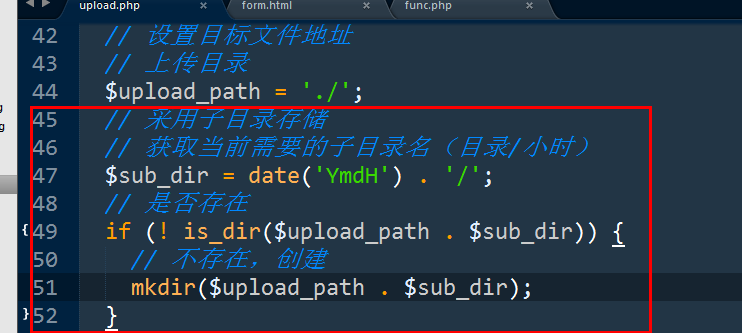 upload.php × form.html × func.php ×
42 // 设置目标文件地址
43 // 上传目录
44 $upload_path = './';
45 // 采用子目录存储
46 // 获取当前需要的子目录名（目录/小时）
47 $sub_dir = date('YmdH') . '/';
48 // 是否存在
{49 if (! is_dir($upload_path . $sub_dir)) {
50 // 不存在，创建
51 mkdir($upload_path . $sub_dir);
}52 }
g
g